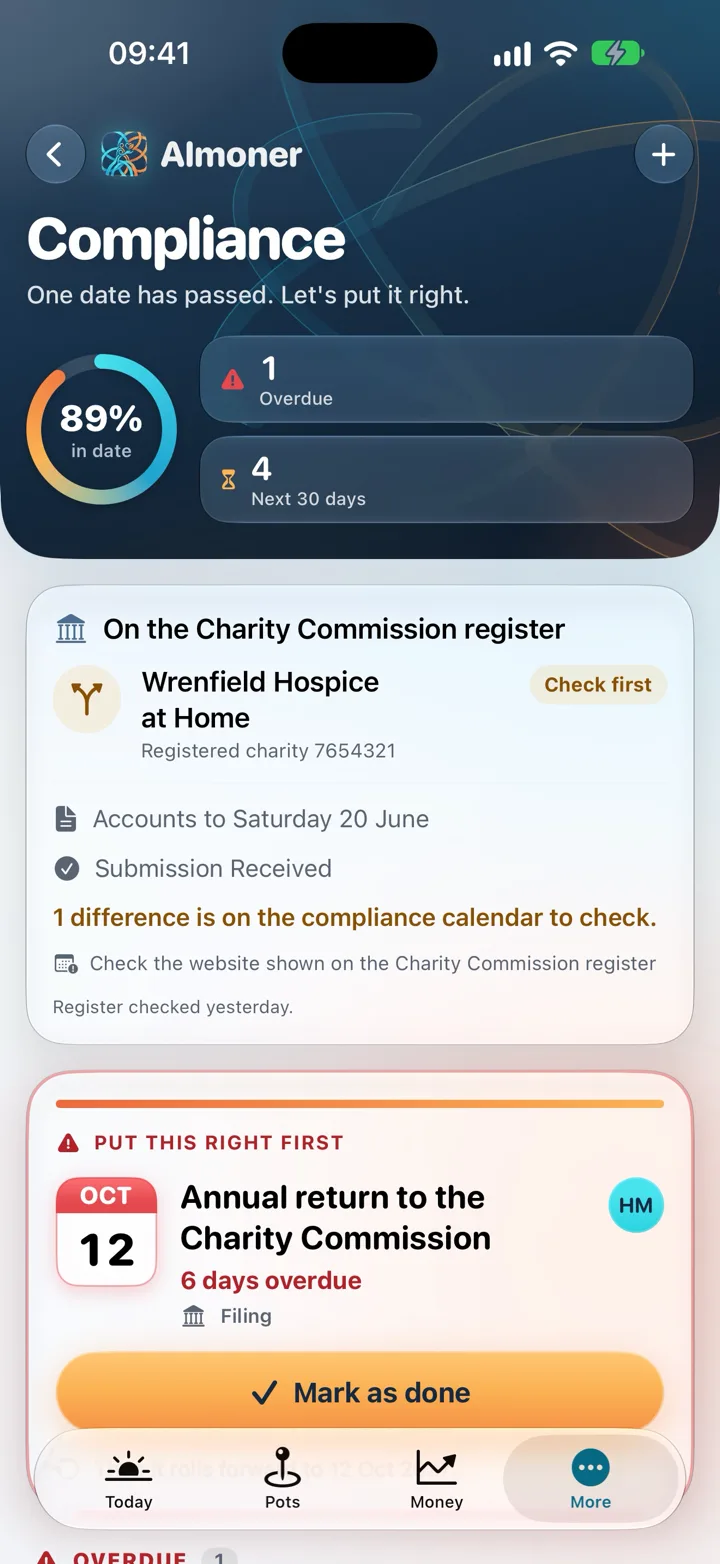 09:41
Almoner
Compliance
One date has passed. Let's put it right.
89%
in date
1
Overdue
4
Next 30 days
On the Charity Commission register
Wrenfield Hospice
at Home
Check first
Registered charity 7654321
Accounts to Saturday 20 June
Submission Received
1 difference is on the compliance calendar to check.
Check the website shown on the Charity Commission register
Register checked yesterday.
PUT THIS RIGHT FIRST
OCT
12
Annual return to the
Charity Commission
HM
6 days overdue
Filing
Mark as done
rolls to 12 Oct
Today
Pots
Money
More
OVERDUE 1